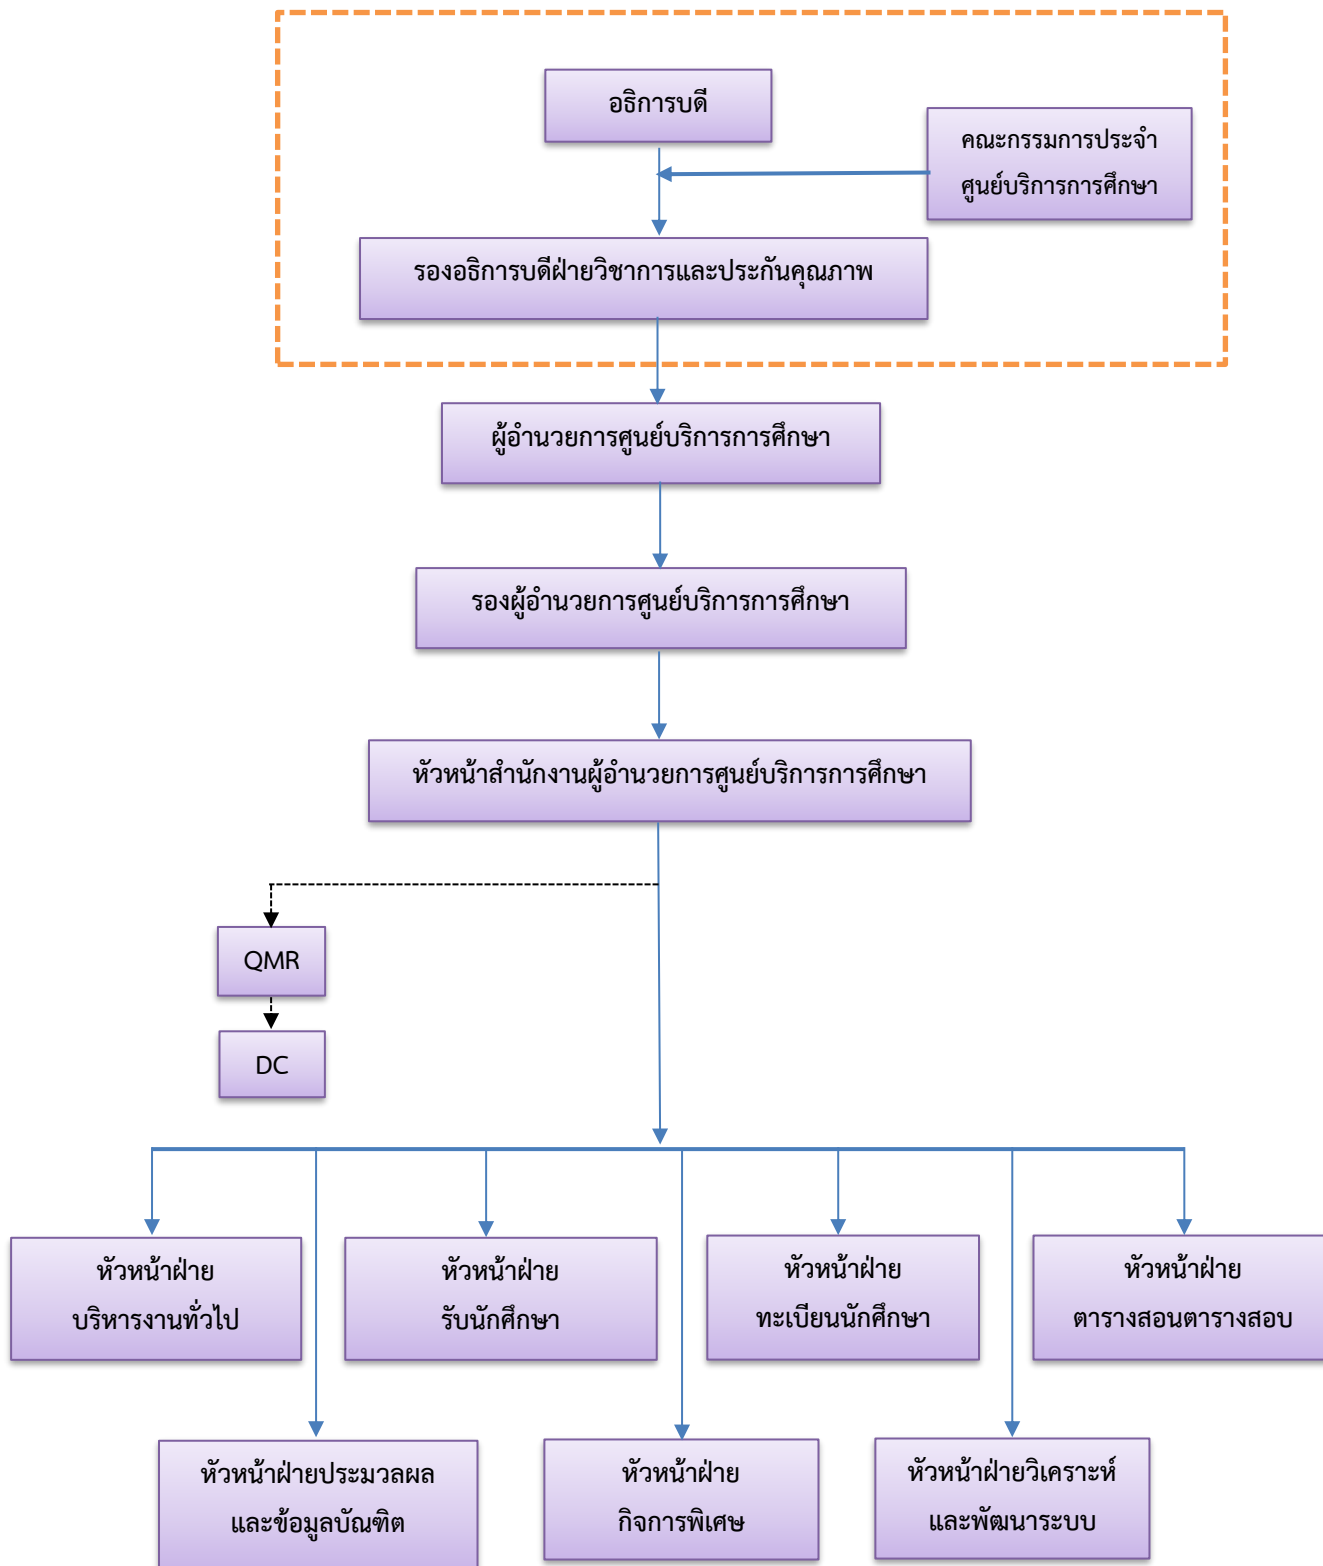 อธิการบดี
คณะกรรมการประจำ
ศูนย์บริการการศึกษา
รองอธิการบดีฝ่ายวิชาการและประกันคุณภาพ
ผู้อำนวยการศูนย์บริการการศึกษา
รองผู้อำนวยการศูนย์บริการการศึกษา
หัวหน้าสำนักงานผู้อำนวยการศูนย์บริการการศึกษา
QMR
DC
หัวหน้าฝ่าย
บริหารงานทั่วไป
หัวหน้าฝ่าย
รับนักศึกษา
หัวหน้าฝ่าย
ทะเบียนนักศึกษา
หัวหน้าฝ่าย
ตารางสอนตารางสอบ
หัวหน้าฝ่ายประมวลผล
และข้อมูลบัณฑิต
หัวหน้าฝ่าย
กิจการพิเศษ
หัวหน้าฝ่ายวิเคราะห์
และพัฒนาระบบ